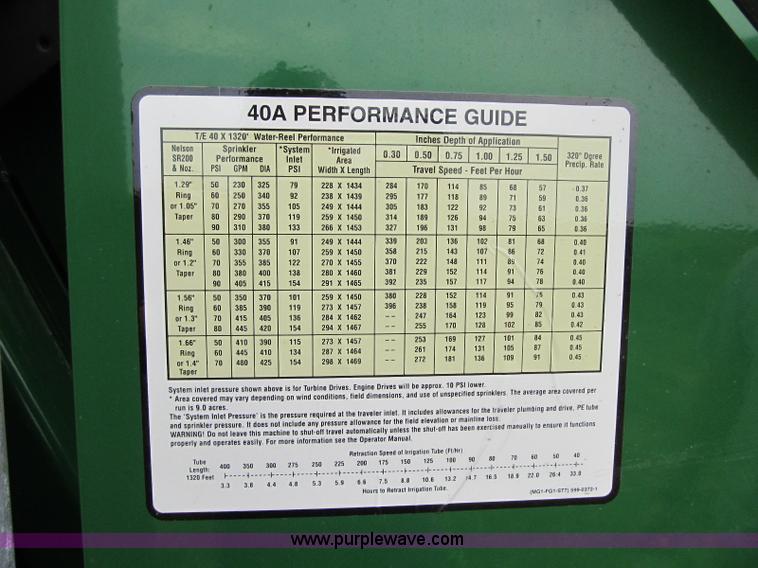 40A PERFORMANCE GUIDE
T/E 40 X 1320' Water-Reel Performance Inches Depth of Application
Nelson SR200 & Noz. Sprinkler Performance PSI GPM DIA *System Inlet PSI *Irrigated Area Width X Length 0.30 0.50 0.75 1.00 1.25 1.50 320° Dgree Precip. Rate
Travel Speed - Feet Per Hour
1.29" 50 230 325 79 228 X 1434 284 170 114 85 68 57 0.37
Ring 60 250 340 92 238 X 1439 295 177 118 89 71 59 0.36
or 1.05" 70 270 355 105 249 X 1444 305 183 122 92 73 61 0.36
Taper 80 290 370 119 259 X 1450 314 189 126 94 75 63 0.36
90 310 380 133 266 X 1453 327 196 131 98 79 65 0.36
1.46" 50 300 355 91 249 X 1444 339 203 136 102 81 68 0.40
Ring 60 330 370 107 259 X 1450 358 215 143 107 86 72 0.41
or 1.2" 70 355 385 122 270 X 1455 370 222 148 111 89 74 0.40
Taper 80 380 400 138 280 X 1460 381 229 152 114 91 76 0.40
90 405 415 154 291 X 1465 392 235 157 117 94 78 0.40
1.56" 50 350 370 101 259 X 1450 380 228 152 114 91 76 0.43
Ring 60 385 390 119 273 X 1457 396 238 158 119 95 79 0.43
or 1.3" 70 415 405 136 284 X 1462 -- 247 164 123 99 82 0.43
Taper 80 445 420 154 294 X 1467 -- 255 170 128 102 85 0.42
1.66" 50 410 390 115 273 X 1457 -- 253 169 127 101 84 0.45
Ring 60 445 410 134 287 X 1464 -- 261 174 131 105 87 0.45
or 1.4" 70 480 425 154 298 X 1469 -- 272 181 136 109 91 0.45
Taper
System inlet pressure shown above is for Turbine Drives. Engine Drives will be approx. 10 PSI lower.
* Area covered may vary depending on wind conditions, field dimensions, and use of unspecified sprinklers. The average area covered per
run is 9.0 acres.
The 'System Inlet Pressure' is the pressure required at the traveler inlet. It includes allowances for the traveler plumbing and drive, PE tube
and sprinkler pressure. It does not include any pressure allowance for the field elevation or mainline loss.
WARNING! Do not leave this machine to shut-off travel automatically unless the shut-off has been exercised manually to ensure it functions
properly and operates easily. For more information see the Operator Manual.
Retraction Speed of Irrigation Tube (Ft/Hr)
Tube Length: 1320 Feet 400 350 300 275 250 225 200 175 150 125 100 90 80 70 60 50 40
3.3 3.8 4.4 4.8 5.3 5.9 6.6 7.5 8.8 10.6 13.2 14.7 16.5 18.9 22.0 26.4 33.0
Hours to Retract Irrigation Tube.
www.purplewave.com